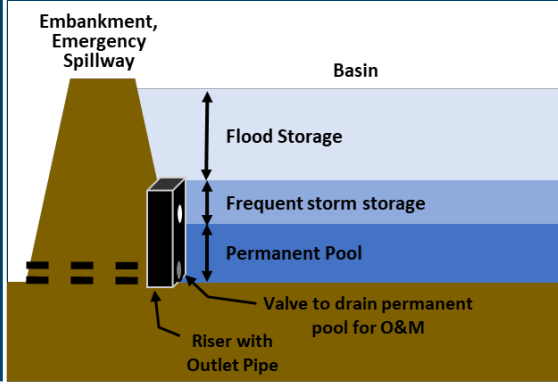 Embankment,
Emergency
Spillway
Basin
Flood Storage
Frequent storm storage
Permanent Pool
Valve to drain permanent
pool for O&M
Riser with
Outlet Pipe